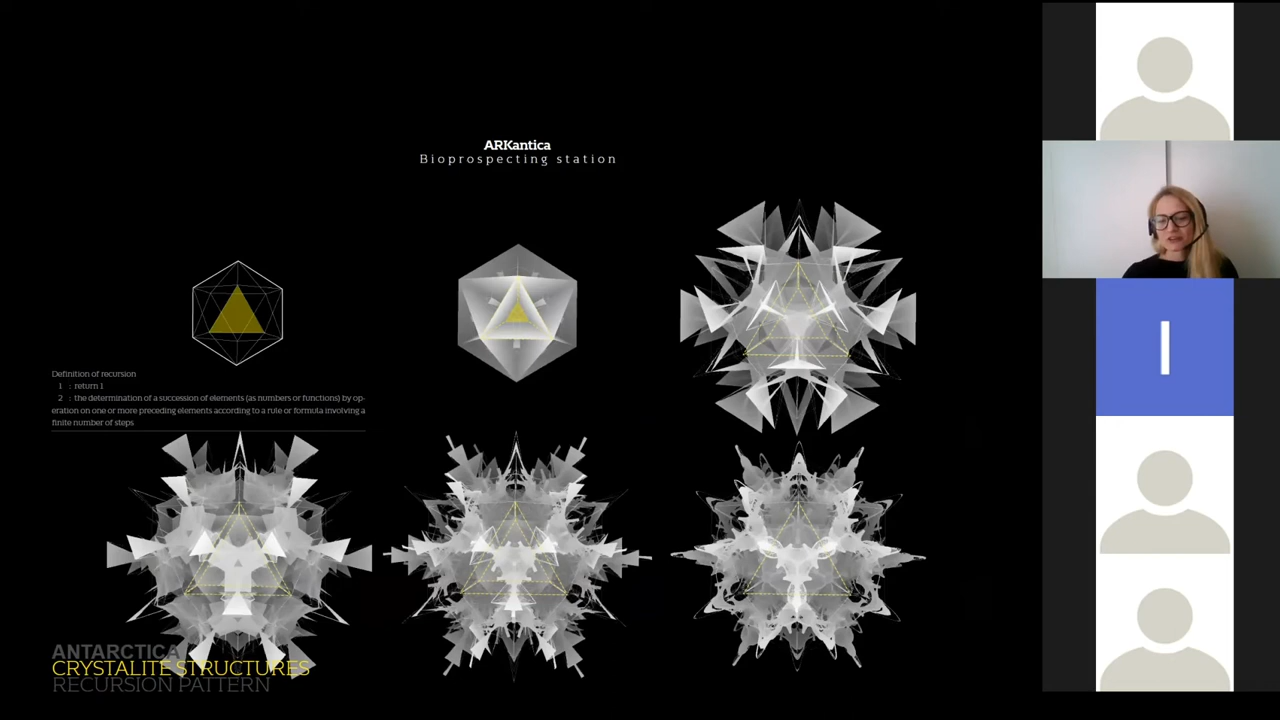 ARKantica
Bioprospecting station
Definition of recursion
1 : return 1
2 : the determination of a succession of elements (as numbers or functions) by op-
eration on one or more preceding elements according to a rule or formula involving a
finite number of steps
ANTARCTICA
CRYSTALITE STRUCTURES
RECURSION PATTERN
I